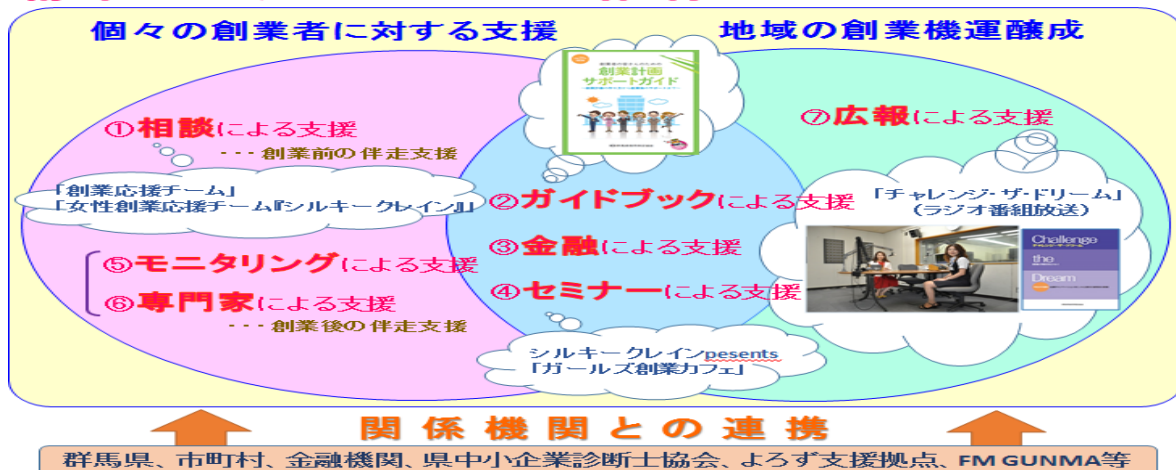 個々の創業者に対する支援
地域の創業機運醸成
創業計画
サポートガイド
①相談による支援
・・・創業前の伴走支援
「創業応援チーム」
「女性創業応援チーム『シルキークレイン』」
⑦広報による支援
「チャレンジ・ザ・ドリーム」
(ラジオ番組放送)
Challenge
the
Dream
②ガイドブックによる支援
③金融による支援
④セミナーによる支援
⑤モニタリングによる支援
⑥専門家による支援
・・・創業後の伴走支援
シルキークレインpesents
「ガールズ創業カフェ」
関係機関との連携
群馬県、市町村、金融機関、県中小企業診断士協会、よろず支援拠点、FM GUNMA等